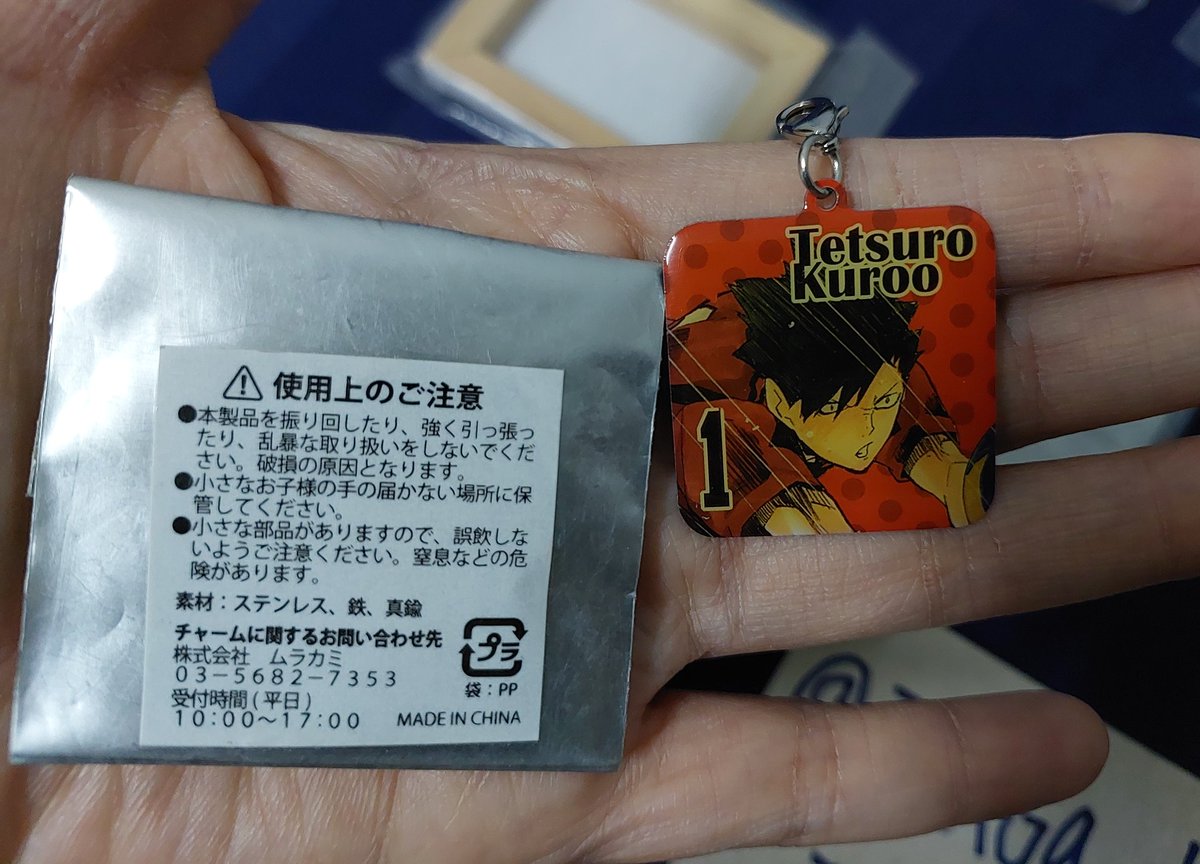 ⚠ 使用上のご注意
●本製品を振り回したり、強く引っ張っ
たり、乱暴な取り扱いをしないでくだ
さい。破損の原因となります。
●小さなお子様の手の届かない場所に保
管してください。
●小さな部品がありますので、誤飲しな
いようご注意ください。窒息などの危
険があります。
素材：ステンレス、鉄、真鍮
チャームに関するお問い合わせ先
株式会社　ムラカミ
０３-５６８２-７３５３
受付時間(平日)
１０:００～１７:００
プラ
袋：PP
MADE IN CHINA
Tetsuro
Kuroo
1